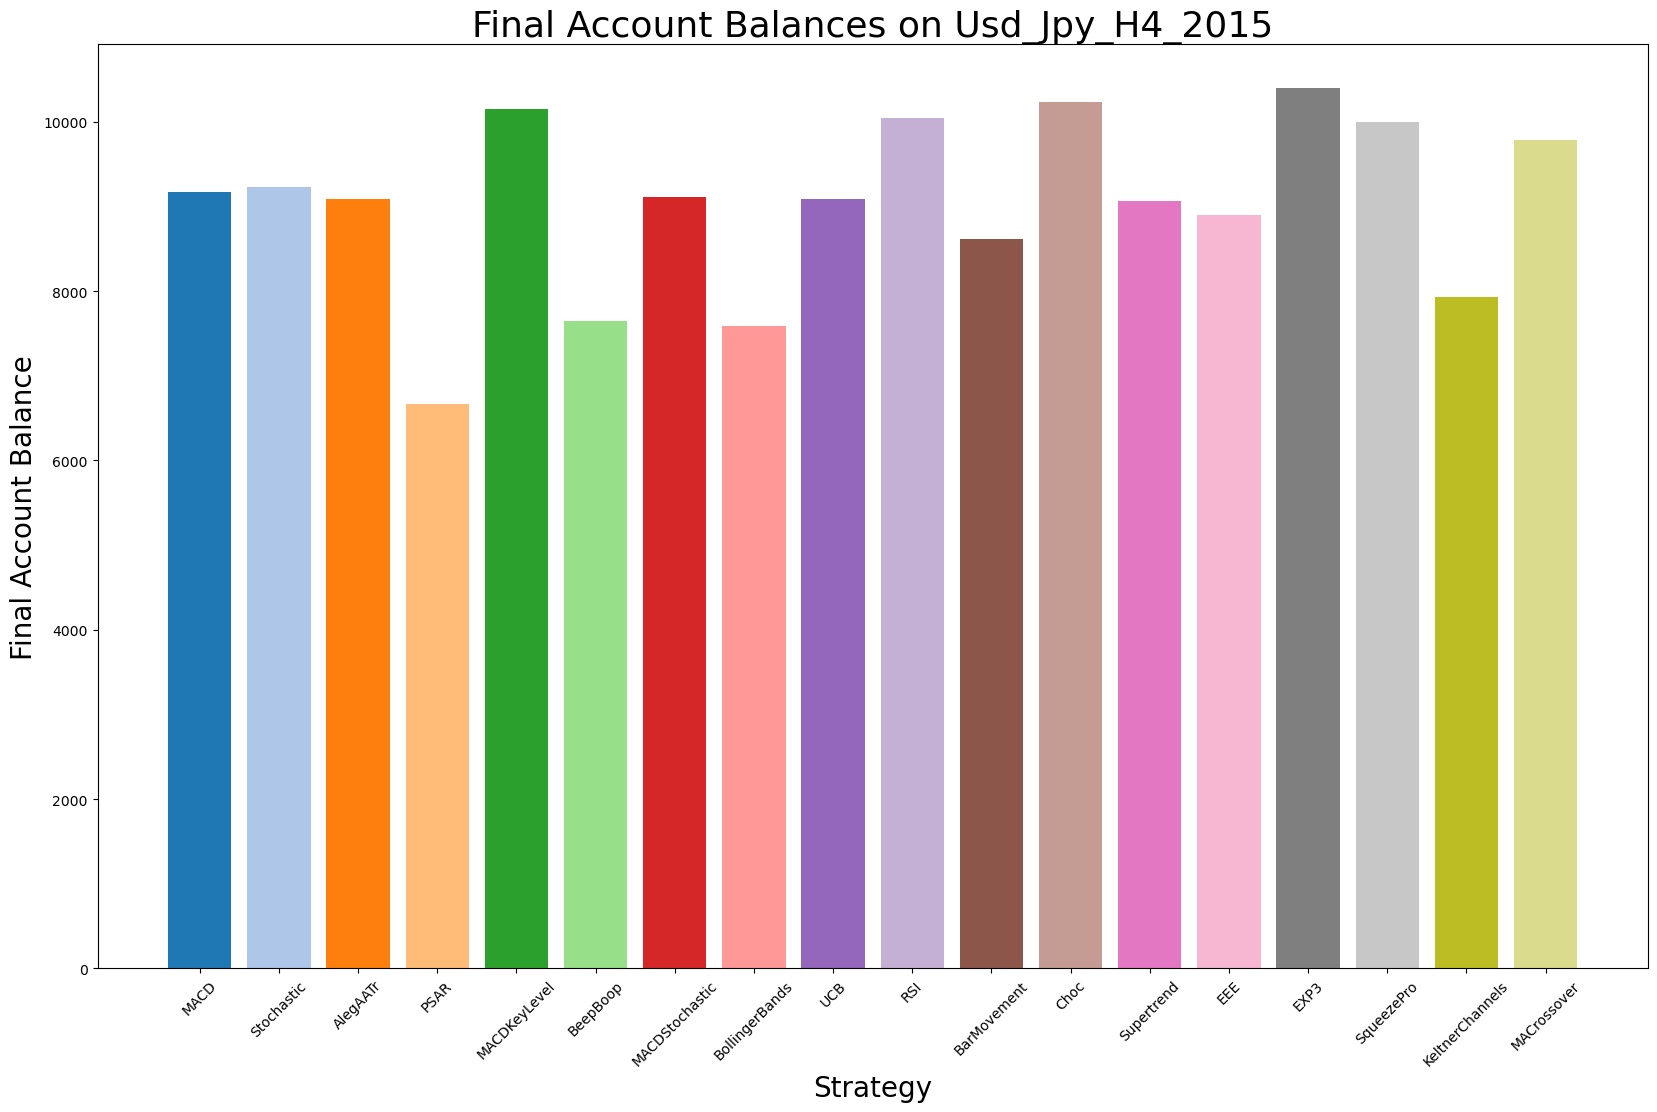 Final Account Balances on Usd_Jpy_H4_2015
Final Account Balance
10000
8000
6000
4000
2000
0
MACD
Stochastic
AlegAATr
PSAR
MACDKeyLevel
BeepBoop
MACDStochastic
BollingerBands
UCB
RSI
BarMovement
Choc
Supertrend
EEE
EXP3
SqueezePro
KeltnerChannels
MACrossover
Strategy